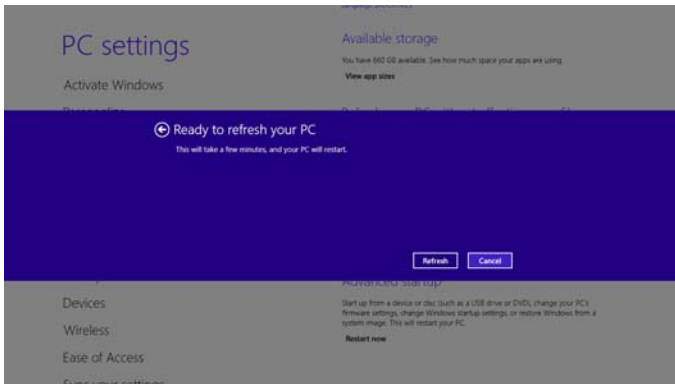 PC settings
Activate Windows
Devices
Wireless
Ease of Access
Sync your settings
Available storage
You have 660 GB available. See how much space your apps are using.
View app sizes
Ready to refresh your PC
This will take a few minutes, and your PC will restart.
Refresh
Cancel
Advanced startup
Start up from a device or disc (such as a USB drive or DVD), change your PC's
firmware settings, change Windows startup settings, or restore Windows from a
system image. This will restart your PC.
Restart now